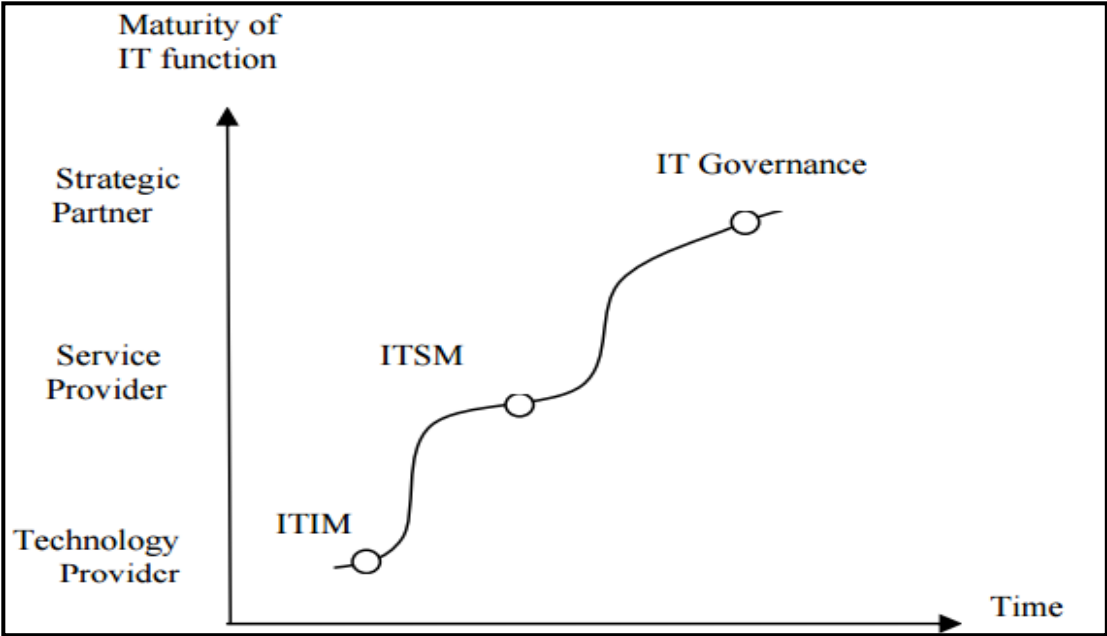 Maturity of
IT function
IT Governance
Strategic
Partner
ITSM
Service
Provider
ITIM
Technology
Provider
Time